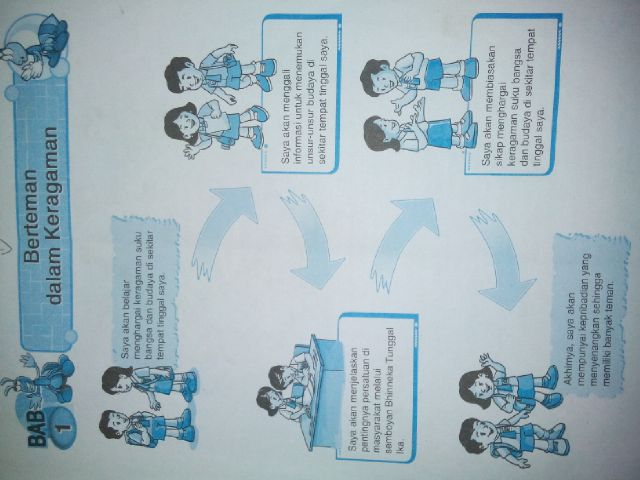 BAB
1
Berteman
dalam Keragaman
Saya akan belajar
menghargai keragaman suku
bangsa dan budaya di sekitar
tempat tinggal saya.
Saya akan menggali
informasi untuk menemukan
unsur-unsur budaya di
sekitar tempat tinggal saya.
Saya akan menjelaskan
pentingnya persatuan di
masyarakat melalui
semboyan Bhinneka Tunggal
Ika.
Saya akan membiasakan
sikap menghargai
keragaman suku bangsa
dan budaya di sekitar tempat
tinggal saya.
Akhirnya, saya akan
mempunyai kepribadian yang
menyenangkan sehingga
memiliki banyak teman.